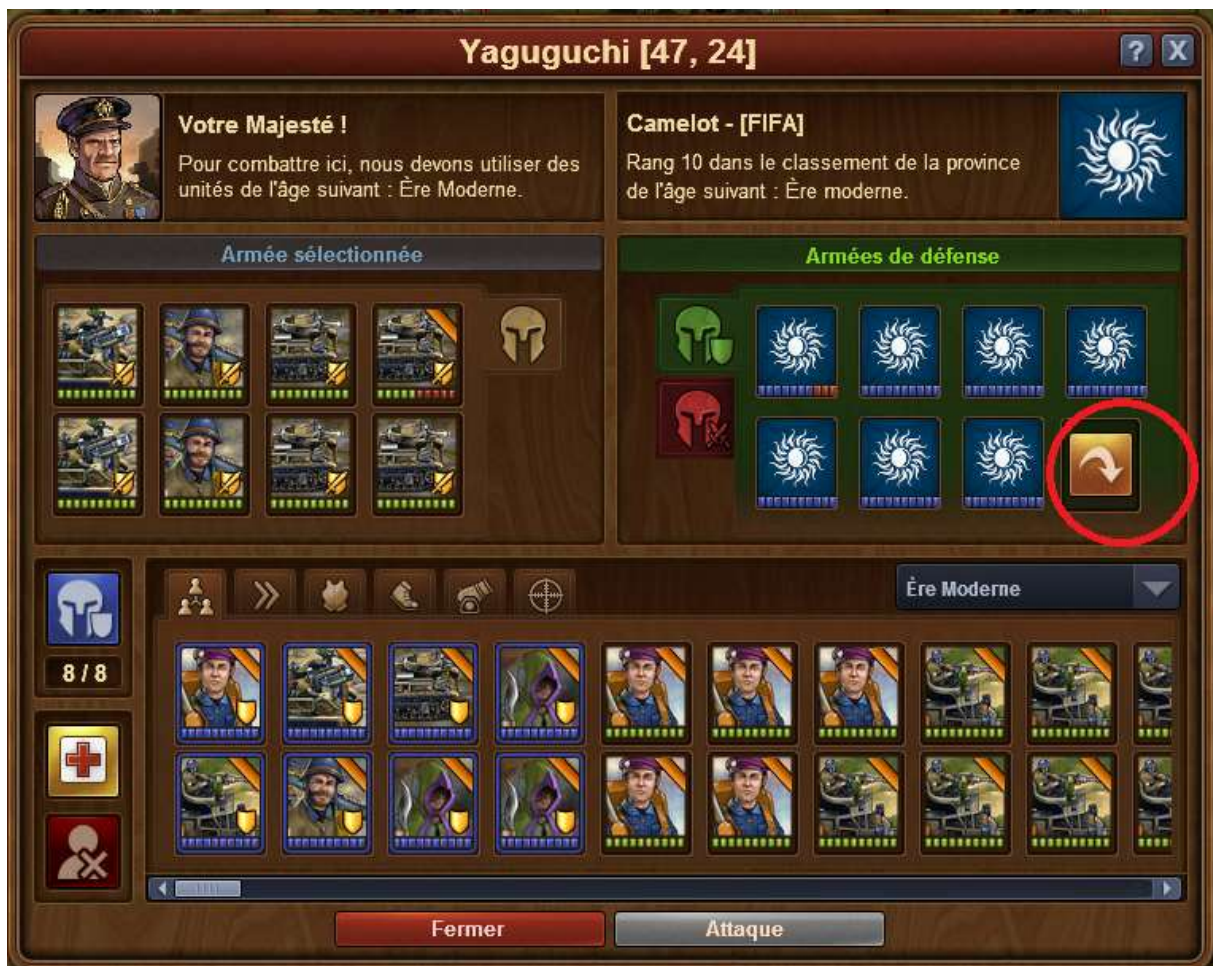 Yaguguchi [47, 24]
? X
Votre Majesté !
Pour combattre ici, nous devons utiliser des
unités de l'âge suivant : Ère Moderne.
Camelot - [FIFA]
Rang 10 dans le classement de la province
de l'âge suivant : Ère moderne.
Armée sélectionnée
Armées de défense
Ère Moderne
8 / 8
Fermer
Attaque